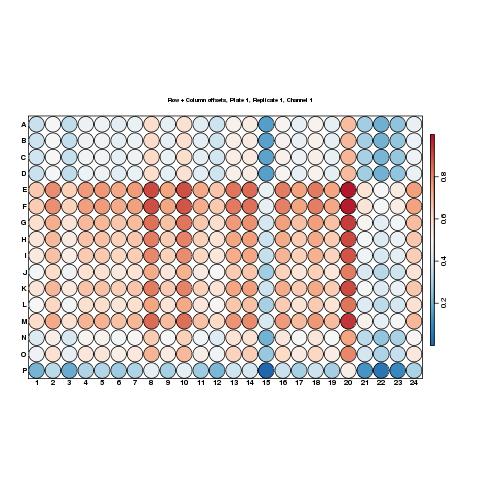 Row + Column offsets, Plate 1, Replicate 1, Channel 1
A
B
C
D
E
F
G
H
I
J
K
L
M
N
O
P
1 2 3 4 5 6 7 8 9 10 11 12 13 14 15 16 17 18 19 20 21 22 23 24
0.8
0.6
0.4
0.2